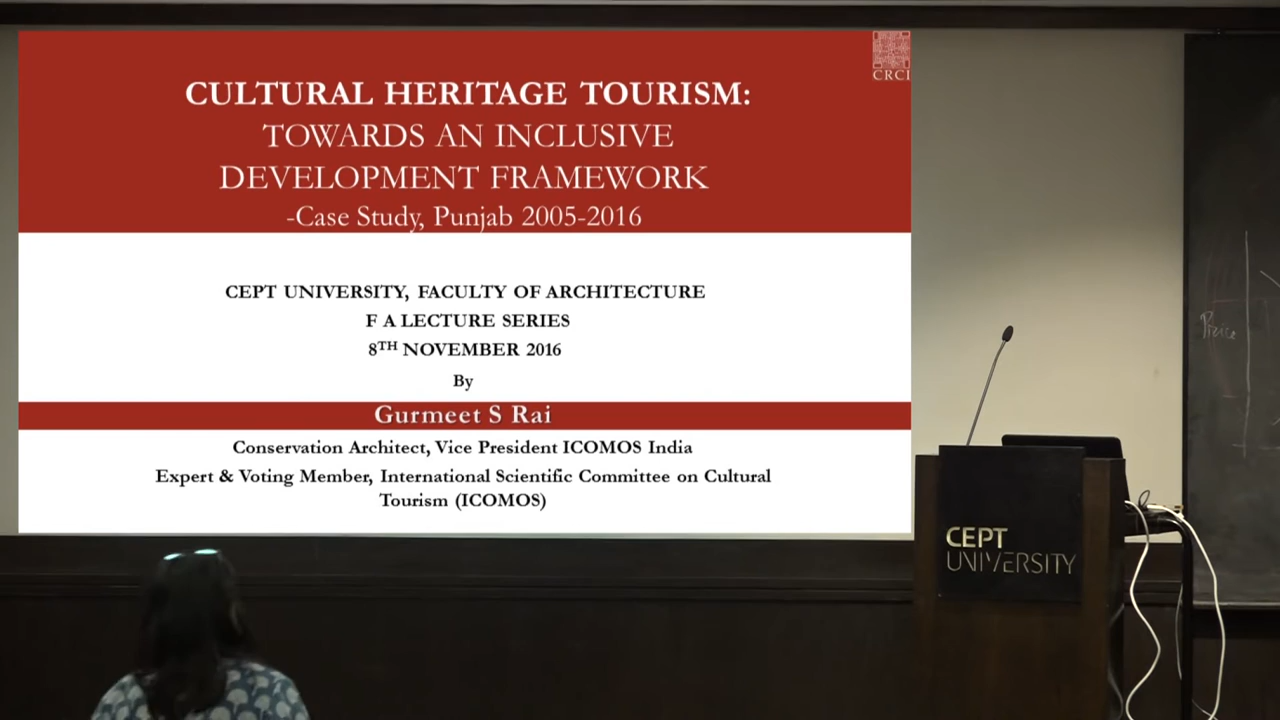 CRCI
CULTURAL HERITAGE TOURISM:
TOWARDS AN INCLUSIVE
DEVELOPMENT FRAMEWORK
-Case Study, Punjab 2005-2016
CEPT UNIVERSITY, FACULTY OF ARCHITECTURE
F A LECTURE SERIES
8TH NOVEMBER 2016
By
Gurmeet S Rai
Conservation Architect, Vice President ICOMOS India
Expert & Voting Member, International Scientific Committee on Cultural
Tourism (ICOMOS)
CEPT
UNIVERSITY